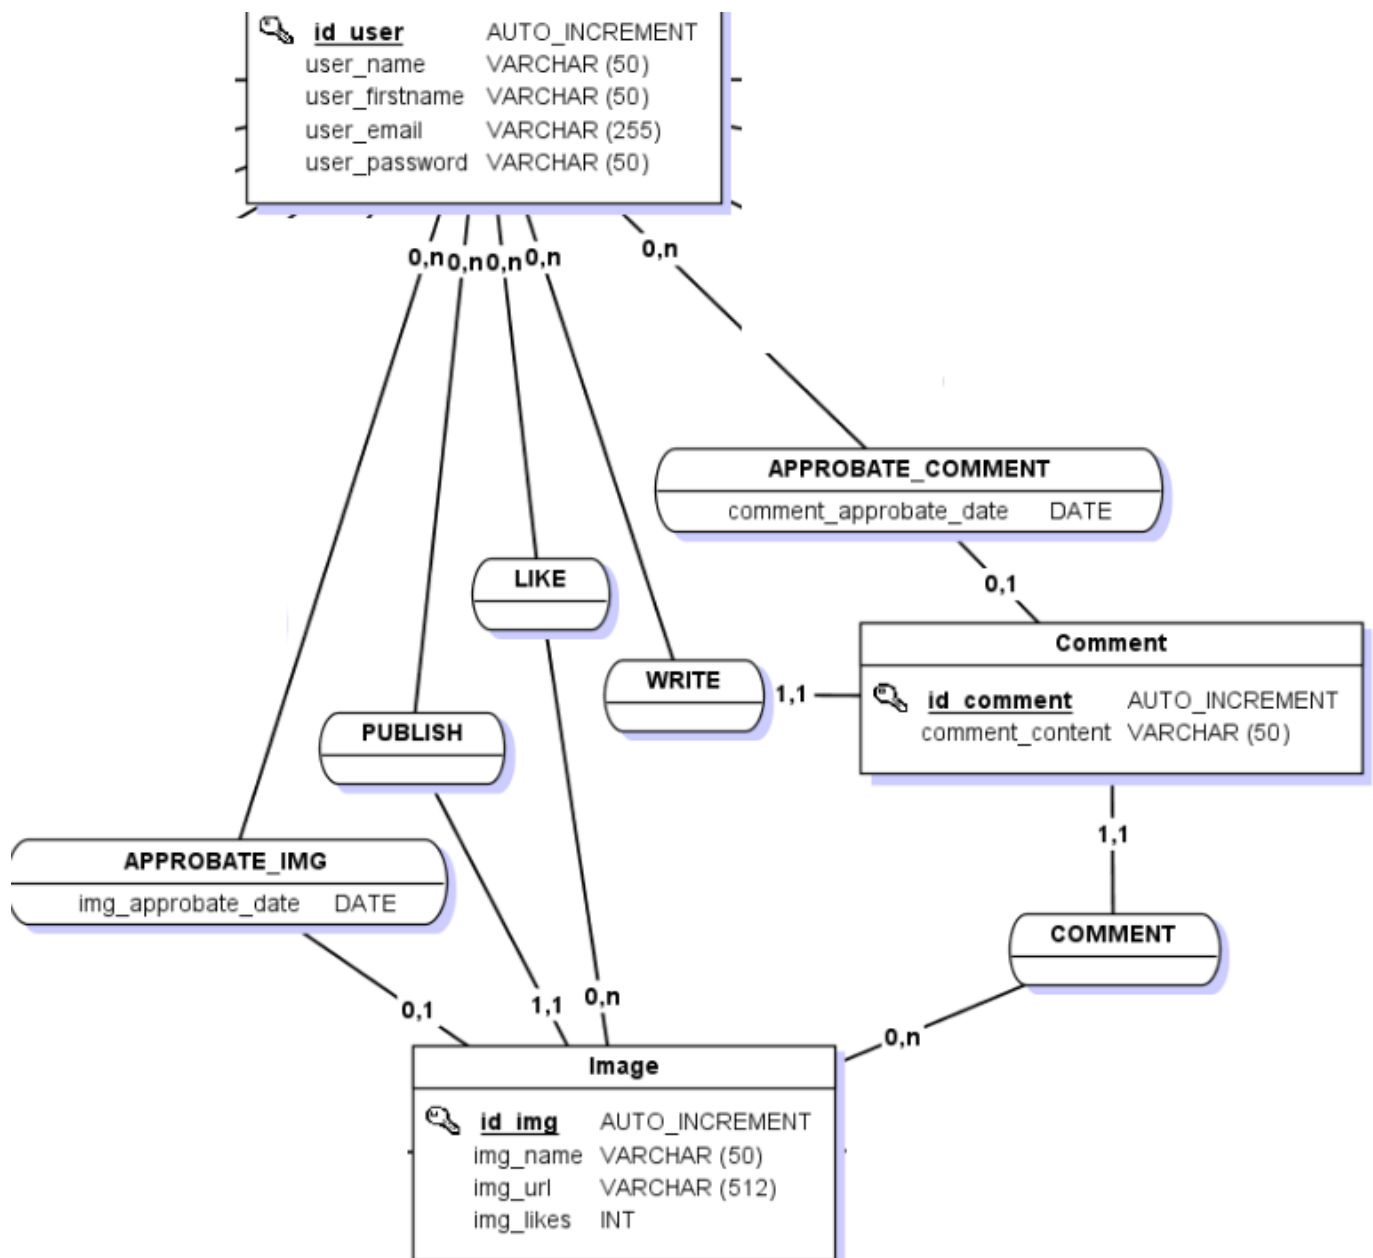 id_user AUTO_INCREMENT
user_name VARCHAR (50)
user_firstname VARCHAR (50)
user_email VARCHAR (255)
user_password VARCHAR (50)
0,n 0,n 0,n 0,n 0,n
APPROBATE_COMMENT
comment_approbate_date DATE
LIKE
0,1
Comment
WRITE
1,1
id_comment AUTO_INCREMENT
comment_content VARCHAR (50)
PUBLISH
1,1
APPROBATE_IMG
img_approbate_date DATE
COMMENT
0,1 1,1 0,n
0,n
Image
id_img AUTO_INCREMENT
img_name VARCHAR (50)
img_url VARCHAR (512)
img_likes INT